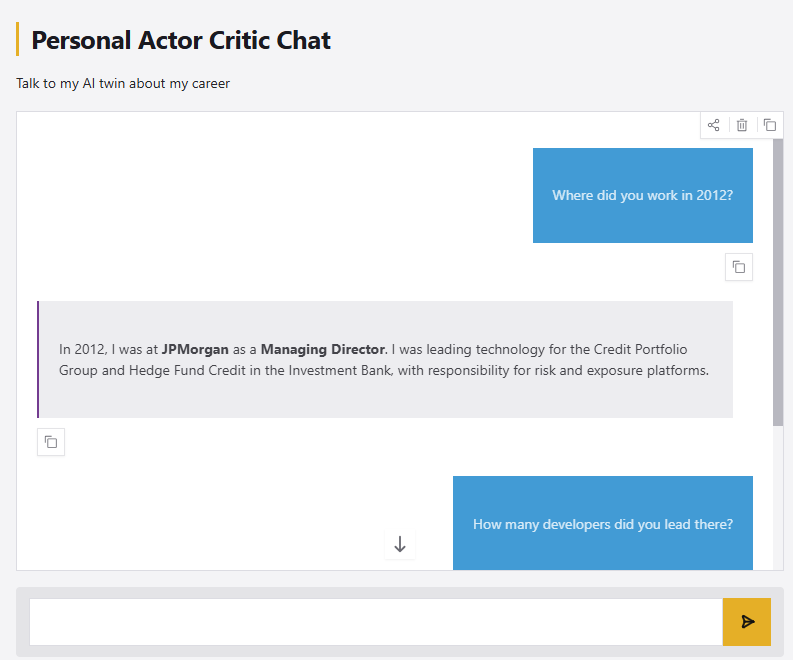 Personal Actor Critic Chat
Talk to my AI twin about my career
Where did you work in 2012?
In 2012, I was at JPMorgan as a Managing Director. I was leading technology for the Credit Portfolio
Group and Hedge Fund Credit in the Investment Bank, with responsibility for risk and exposure platforms.
How many developers did you lead there?